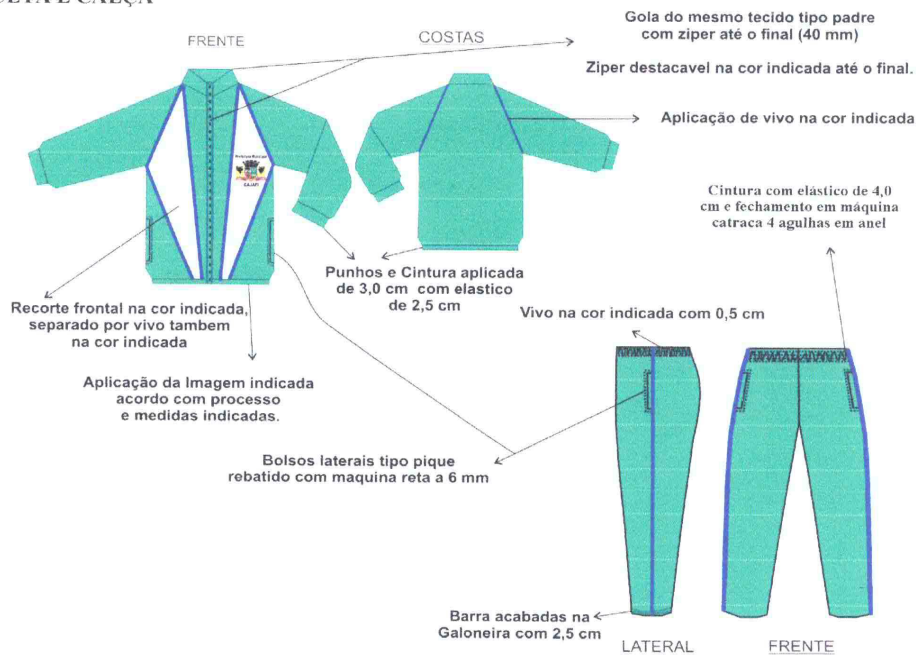 FRENTE
COSTAS
Gola do mesmo tecido tipo padre
com ziper até o final (40 mm)
Ziper destacavel na cor indicada até o final.
Aplicação de vivo na cor indicada
Cintura com elástico de 4,0
cm e fechamento em máquina
catraca 4 agulhas em anel
CAJATI
Punhos e Cintura aplicada
de 3,0 cm com elastico
de 2,5 cm
Recorte frontal na cor indicada,
separado por vivo tambem
na cor indicada
Vivo na cor indicada com 0,5 cm
Aplicação da Imagem indicada
acordo com processo
e medidas indicadas.
Bolsos laterais tipo pique
rebatido com maquina reta a 6 mm
Barra acabadas na
Galoneira com 2,5 cm
LATERAL
FRENTE